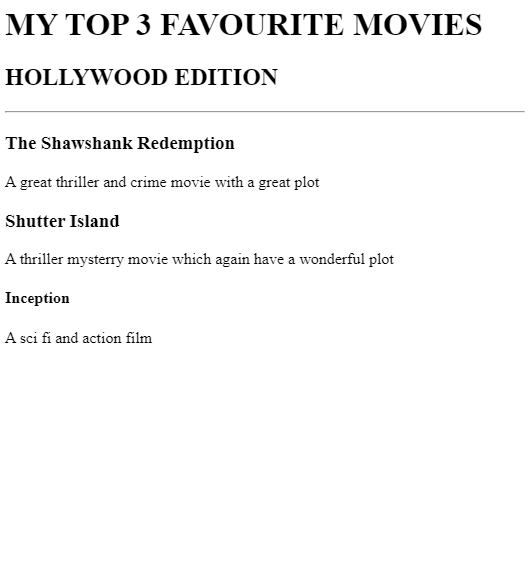 MY TOP 3 FAVOURITE MOVIES
HOLLYWOOD EDITION
The Shawshank Redemption
A great thriller and crime movie with a great plot
Shutter Island
A thriller mysterry movie which again have a wonderful plot
Inception
A sci fi and action film